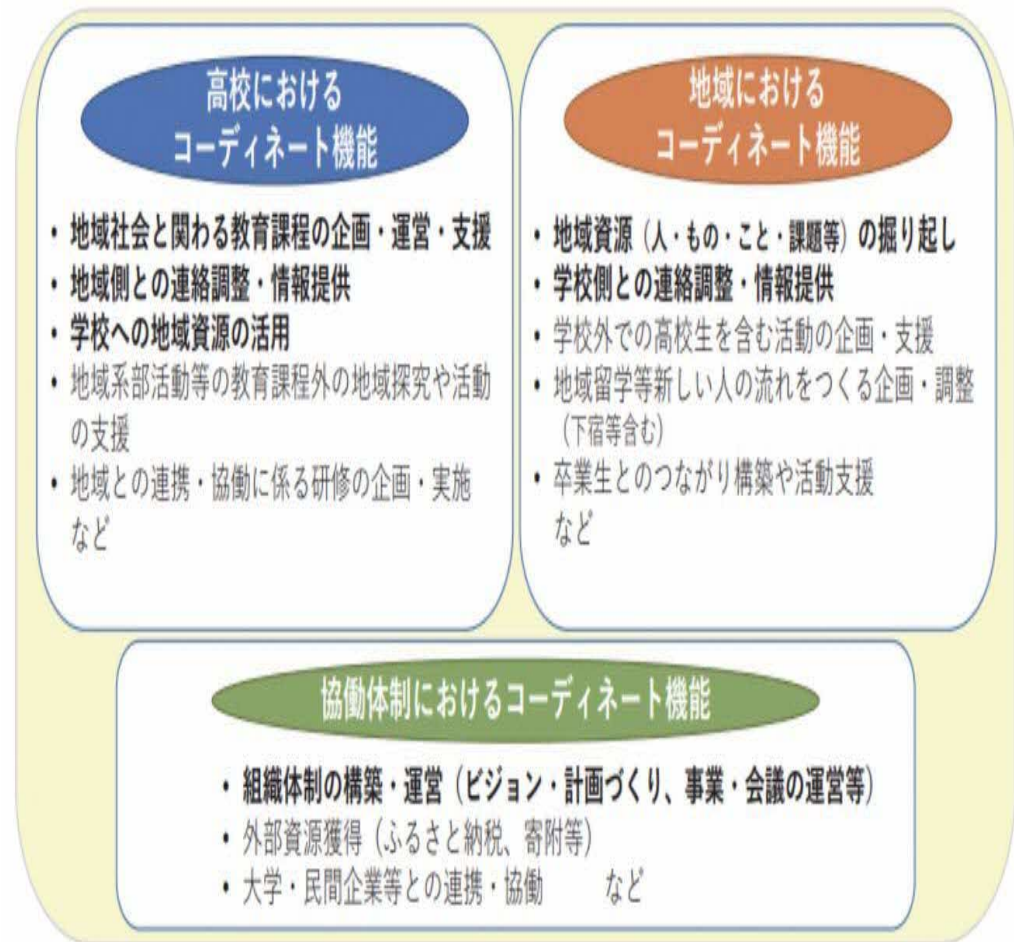 高校における
コーディネート機能
・地域社会と関わる教育課程の企画・運営・支援
・地域側との連絡調整・情報提供
・学校への地域資源の活用
・地域系部活動等の教育課程外の地域探究や活動
の支援
・地域との連携・協働に係る研修の企画・実施
など
地域における
コーディネート機能
・地域資源（人・もの・こと・課題等）の掘り起し
・学校側との連絡調整・情報提供
・学校外での高校生を含む活動の企画・支援
・地域留学等新しい人の流れをつくる企画・調整
（下宿等含む）
・卒業生とのつながり構築や活動支援
など
協働体制におけるコーディネート機能
・組織体制の構築・運営（ビジョン・計画づくり、事業・会議の運営等）
・外部資源獲得（ふるさと納税、寄附等）
・大学・民間企業等との連携・協働　　など